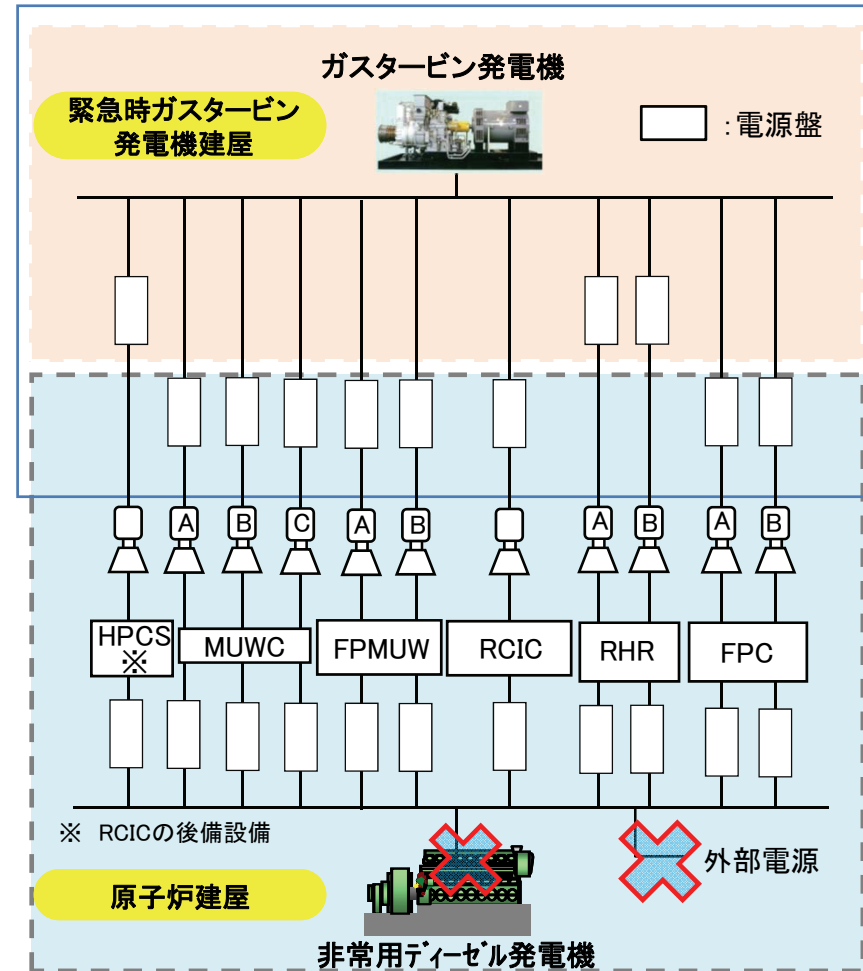 ガスタービン発電機
緊急時ガスタービン
発電機建屋
:電源盤
A B C A B A B A B
HPCS
※
MUWC
FPMUW
RCIC
RHR
FPC
※ RCICの後備設備
外部電源
原子炉建屋
非常用ディーゼル発電機